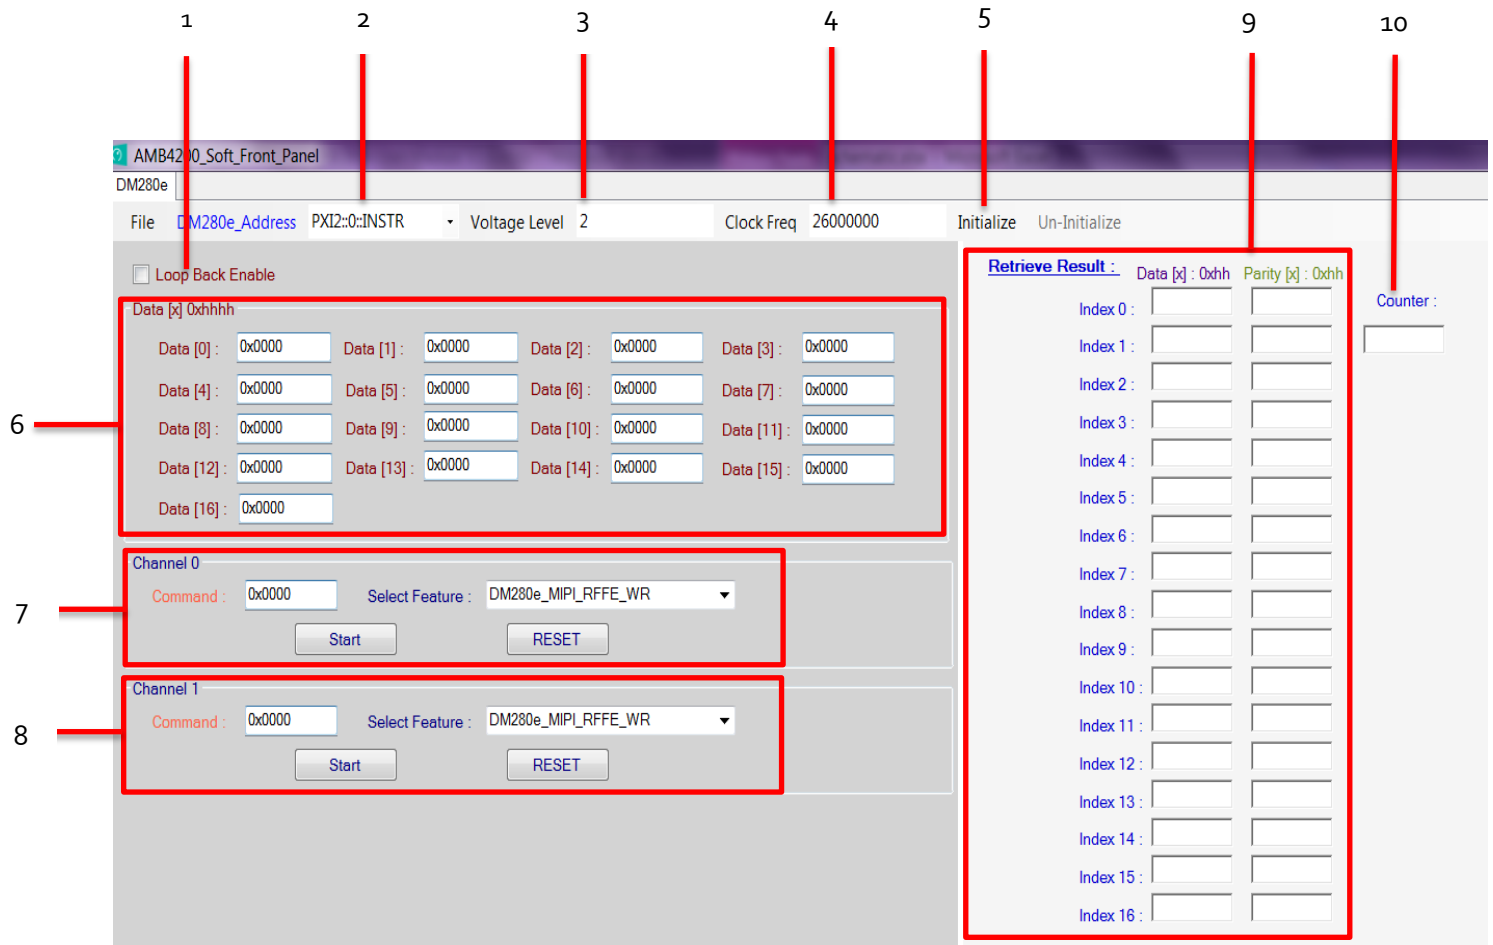 1 2 3 4 5 9 10
AMB4200_Soft_Front_Panel
DM280e
File DM280e_Address PXI2::0::INSTR Voltage Level 2 Clock Freq 26000000 Initialize Un-Initialize
Loop Back Enable
Retrieve Result : Data [x] : 0xhh Parity [x] : 0xhh
Counter :
Data [x] 0xhhhh
Data [0] : 0x0000 Data [1] : 0x0000 Data [2] : 0x0000 Data [3] : 0x0000
Data [4] : 0x0000 Data [5] : 0x0000 Data [6] : 0x0000 Data [7] : 0x0000
6
Data [8] : 0x0000 Data [9] : 0x0000 Data [10] : 0x0000 Data [11] : 0x0000
Data [12] : 0x0000 Data [13] : 0x0000 Data [14] : 0x0000 Data [15] : 0x0000
Data [16] : 0x0000
Channel 0
Command : 0x0000 Select Feature : DM280e_MIPI_RFFE_WR
7
Start RESET
Channel 1
Command : 0x0000 Select Feature : DM280e_MIPI_RFFE_WR
8
Start RESET
Index 0 :
Index 1 :
Index 2 :
Index 3 :
Index 4 :
Index 5 :
Index 6 :
Index 7 :
Index 8 :
Index 9 :
Index 10 :
Index 11 :
Index 12 :
Index 13 :
Index 14 :
Index 15 :
Index 16 :